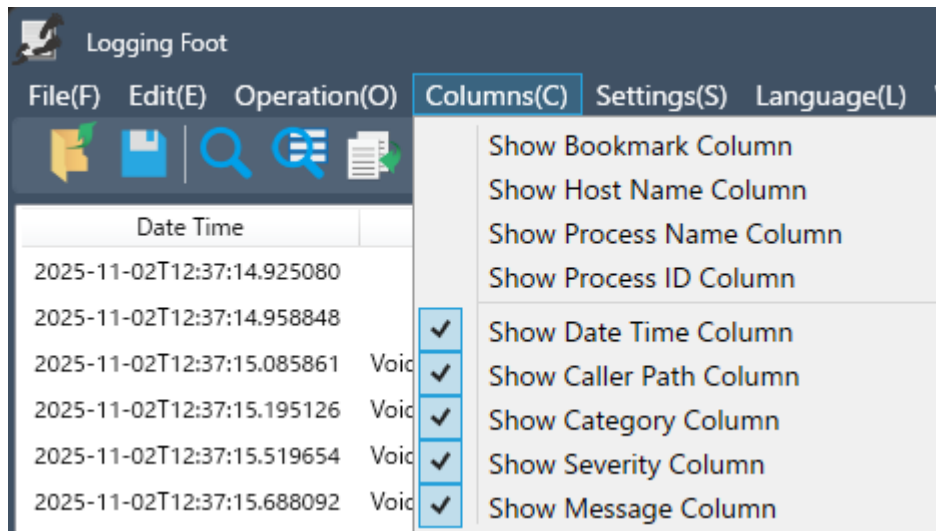 Logging Foot
File(F) Edit(E) Operation(O) Columns(C) Settings(S) Language(L)
Show Bookmark Column
Show Host Name Column
Show Process Name Column
Show Process ID Column
Show Date Time Column
Show Caller Path Column
Show Category Column
Show Severity Column
Show Message Column
Date Time
2025-11-02T12:37:14.925080
2025-11-02T12:37:14.958848
2025-11-02T12:37:15.085861
2025-11-02T12:37:15.195126
2025-11-02T12:37:15.519654
2025-11-02T12:37:15.688092